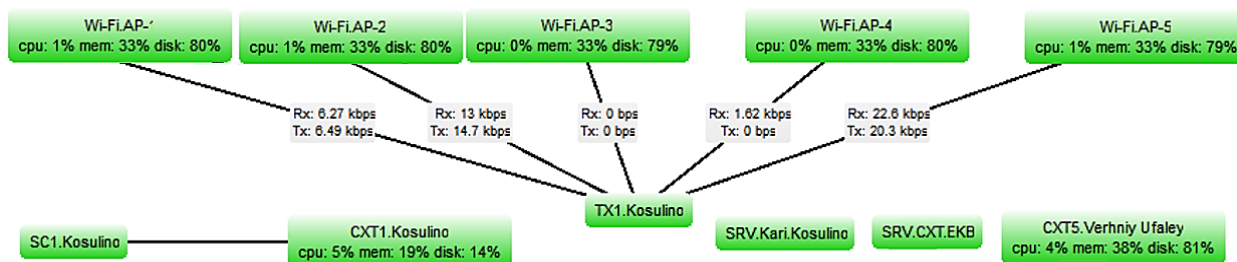 Wi-Fi.AP-1
cpu: 1% mem: 33% disk: 80%
Wi-Fi.AP-2
cpu: 1% mem: 33% disk: 80%
Wi-Fi.AP-3
cpu: 0% mem: 33% disk: 79%
Wi-Fi.AP-4
cpu: 0% mem: 33% disk: 80%
Wi-Fi.AP-5
cpu: 1% mem: 33% disk: 79%
Rx: 6.27 kbps
Tx: 6.49 kbps
Rx: 13 kbps
Tx: 14.7 kbps
Rx: 0 bps
Tx: 0 bps
Rx: 1.62 kbps
Tx: 0 bps
Rx: 22.6 kbps
Tx: 20.3 kbps
TX1.Kosulino
SC1.Kosulino
CXT1.Kosulino
cpu: 5% mem: 19% disk: 14%
SRV.Kari.Kosulino
SRV.CXT.EKB
CXT5.Verhniy Ufaley
cpu: 4% mem: 38% disk: 81%